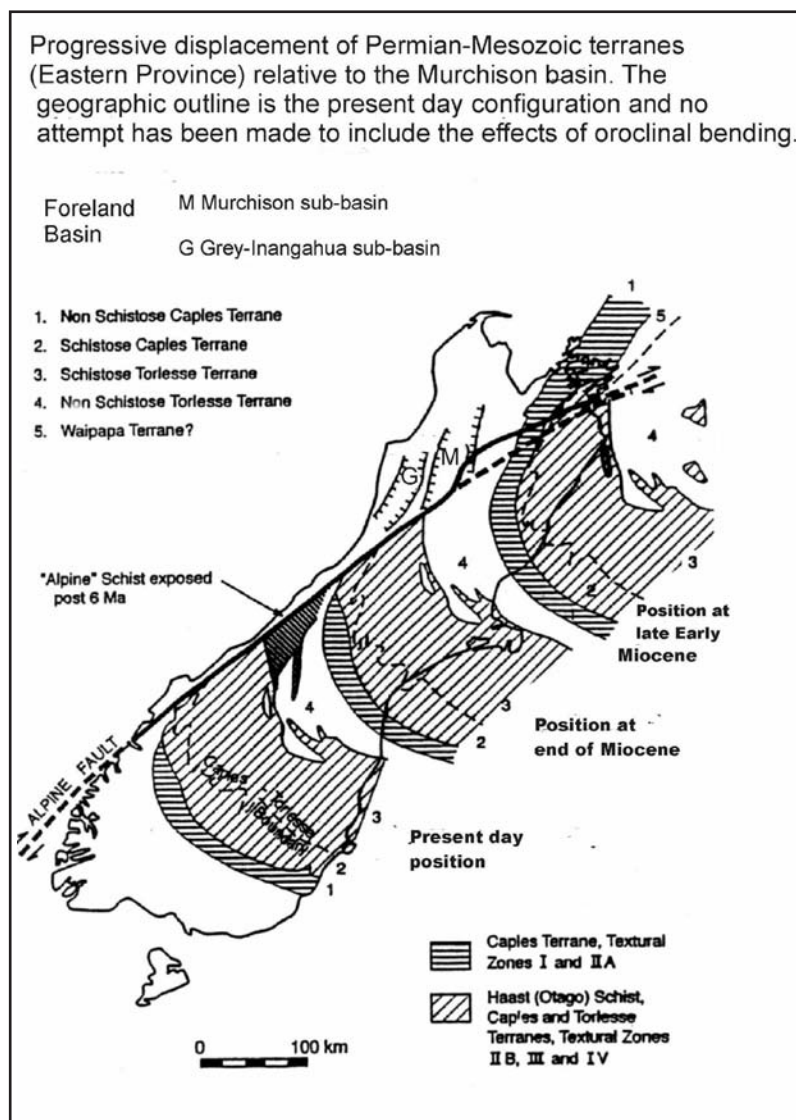 Progressive displacement of Permian-Mesozoic terranes
(Eastern Province) relative to the Murchison basin. The
geographic outline is the present day configuration and no
attempt has been made to include the effects of oroclinal bending.
Foreland
Basin
M Murchison sub-basin
G Grey-Inangahua sub-basin
1. Non Schistose Caples Terrane
2. Schistose Caples Terrane
3. Schistose Torlesse Terrane
4. Non Schistose Torlesse Terrane
5. Waipapa Terrane?
1
5
4
M
G
4
3
2
"Alpine" Schist exposed
post 6 Ma
Position at
late Early
Miocene
4
3
2
Position at
end of Miocene
ALPINE FAULT
Caples
Torlesse
Boundary
3
2
1
Present day
position
Caples Terrane, Textural
Zones I and IIA
Haast (Otago) Schist,
Caples and Torlesse
Terranes, Textural Zones
IIB, III and IV
0 100 km